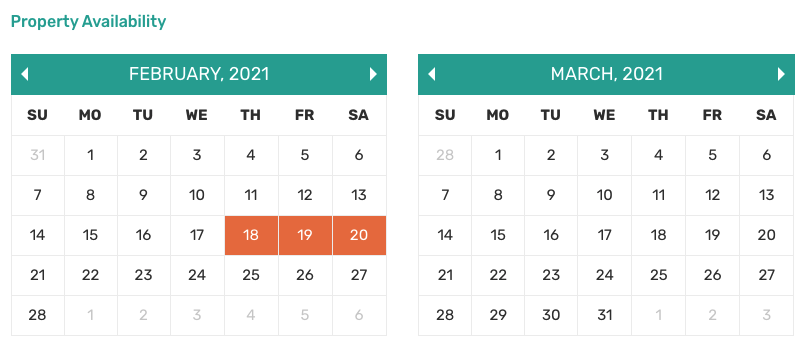 Property Availability
FEBRUARY, 2021
SU MO TU WE TH FR SA
31 1 2 3 4 5 6
7 8 9 10 11 12 13
14 15 16 17 18 19 20
21 22 23 24 25 26 27
28 1 2 3 4 5 6
MARCH, 2021
SU MO TU WE TH FR SA
28 1 2 3 4 5 6
7 8 9 10 11 12 13
14 15 16 17 18 19 20
21 22 23 24 25 26 27
28 29 30 31 1 2 3